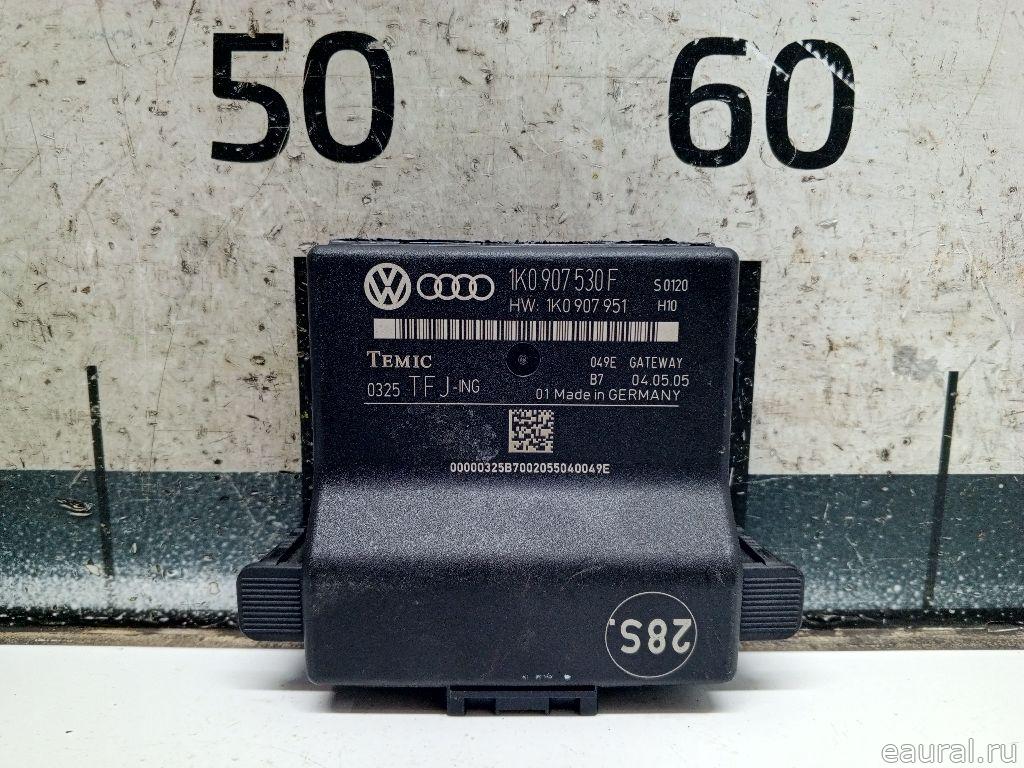 50 60
1K0 907 530 F S 0120
HW: 1K0 907 951 H10
TEMIC 049E GATEWAY
0325 TFJ-ING B7 04.05.05
01 Made in GERMANY
00000325B7002055040049E
28S.
eaural.ru